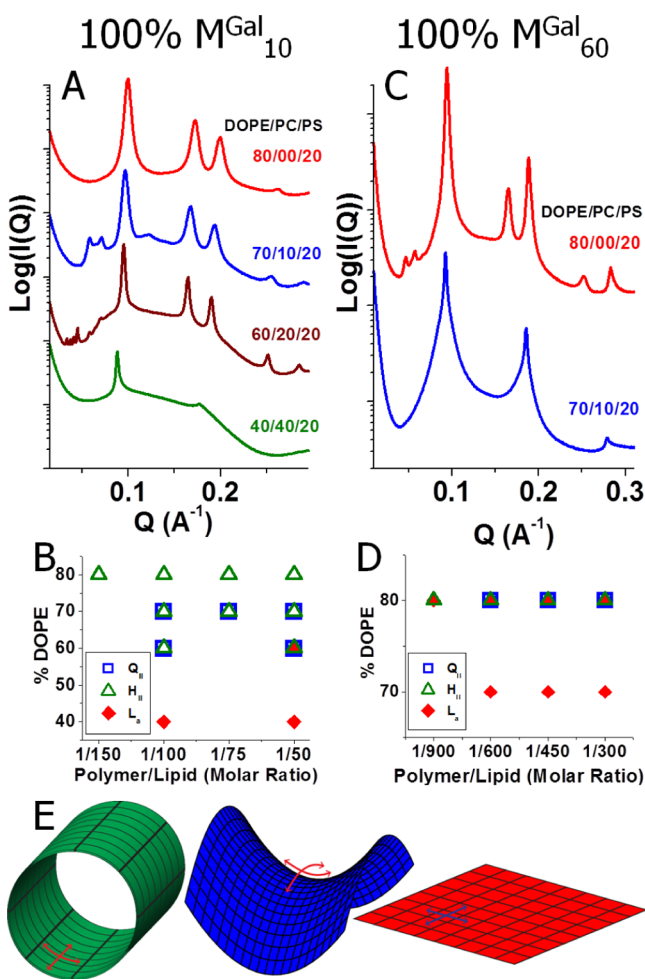 100% M^Gal_10
100% M^Gal_60
A
DOPE/PC/PS
80/00/20
70/10/20
60/20/20
40/40/20
Log(I(Q))
0.1 0.2
Q (A^-1)
C
DOPE/PC/PS
80/00/20
70/10/20
Log(I(Q))
0.1 0.2 0.3
Q (A^-1)
B
% DOPE
80
70
60
50
40
Q_II
H_II
L_a
1/150 1/100 1/75 1/50
Polymer/Lipid (Molar Ratio)
D
% DOPE
80
70
Q_II
H_II
L_a
1/900 1/600 1/450 1/300
Polymer/Lipid (Molar Ratio)
E